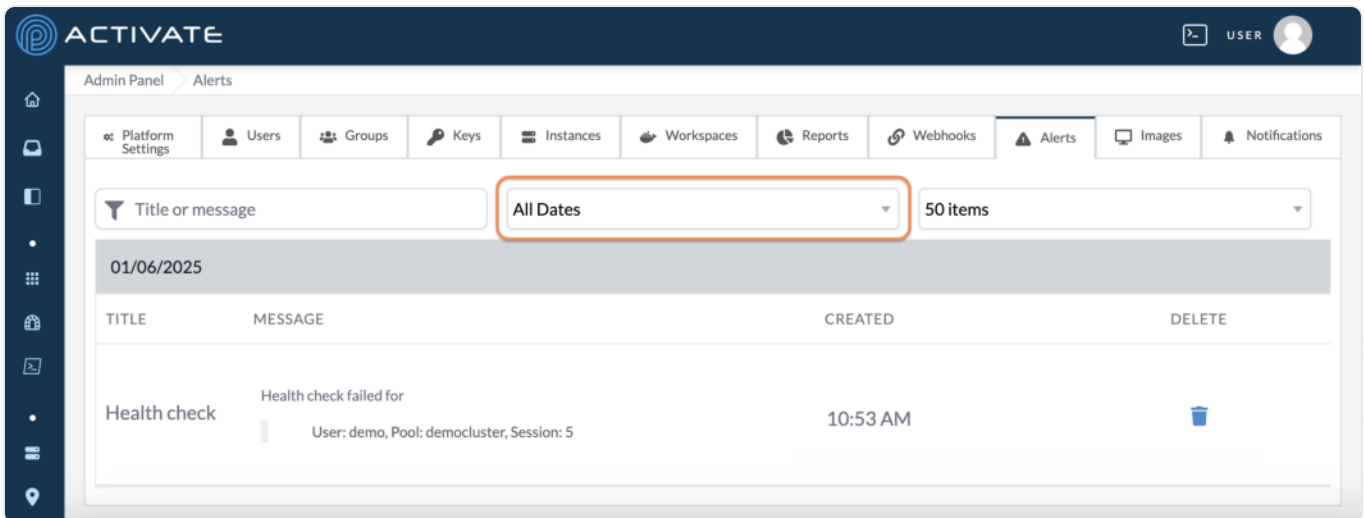 ACTIVATE
USER
Admin Panel Alerts
Platform Settings Users Groups Keys Instances Workspaces Reports Webhooks Alerts Images Notifications
Title or message All Dates 50 items
01/06/2025
TITLE MESSAGE CREATED DELETE
Health check failed for
Health check 10:53 AM
User: demo, Pool: democluster, Session: 5